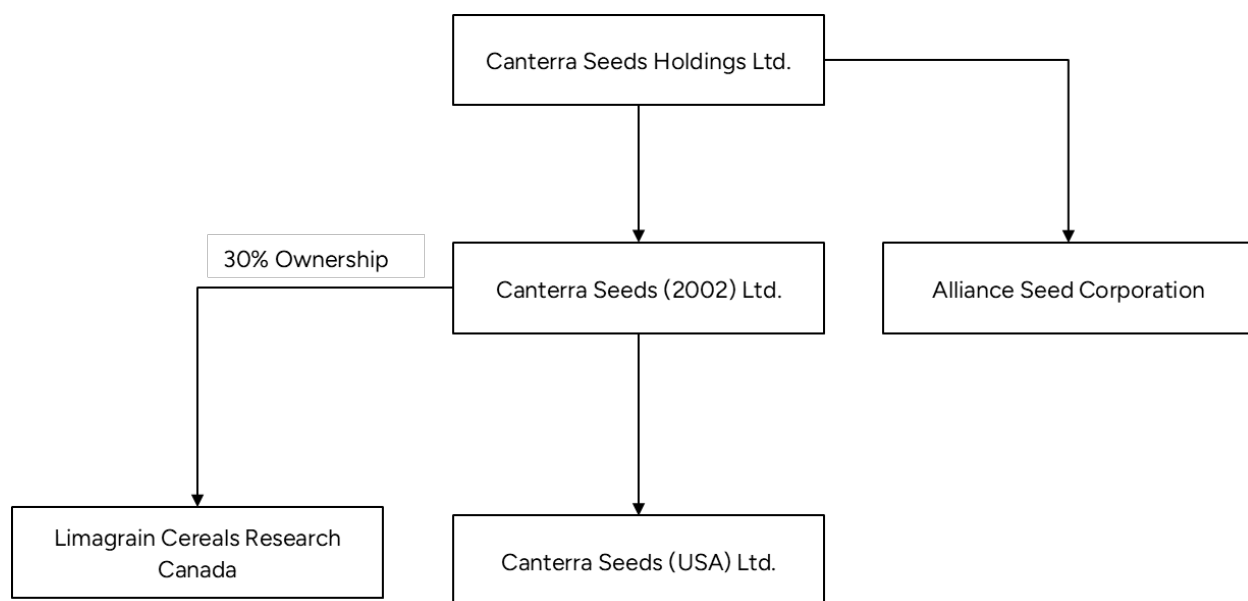 Canterra Seeds Holdings Ltd.
30% Ownership
Canterra Seeds (2002) Ltd.
Alliance Seed Corporation
Limagrain Cereals Research
Canada
Canterra Seeds (USA) Ltd.